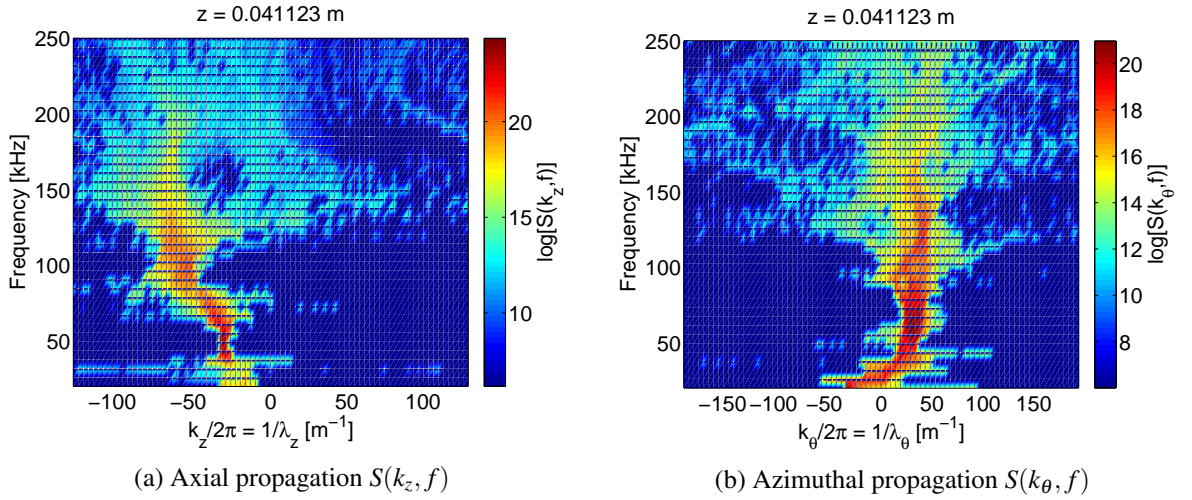 z = 0.041123 m
250
200
150
100
50
Frequency [kHz]
−100 −50 0 50 100
k_z/2π = 1/λ_z [m⁻¹]
20
15
10
log[S(k_z,f)]
(a) Axial propagation S(k_z, f)
z = 0.041123 m
250
200
150
100
50
Frequency [kHz]
−150 −100 −50 0 50 100 150
k_θ/2π = 1/λ_θ [m⁻¹]
20
18
16
14
12
10
8
log[S(k_θ,f)]
(b) Azimuthal propagation S(k_θ, f)